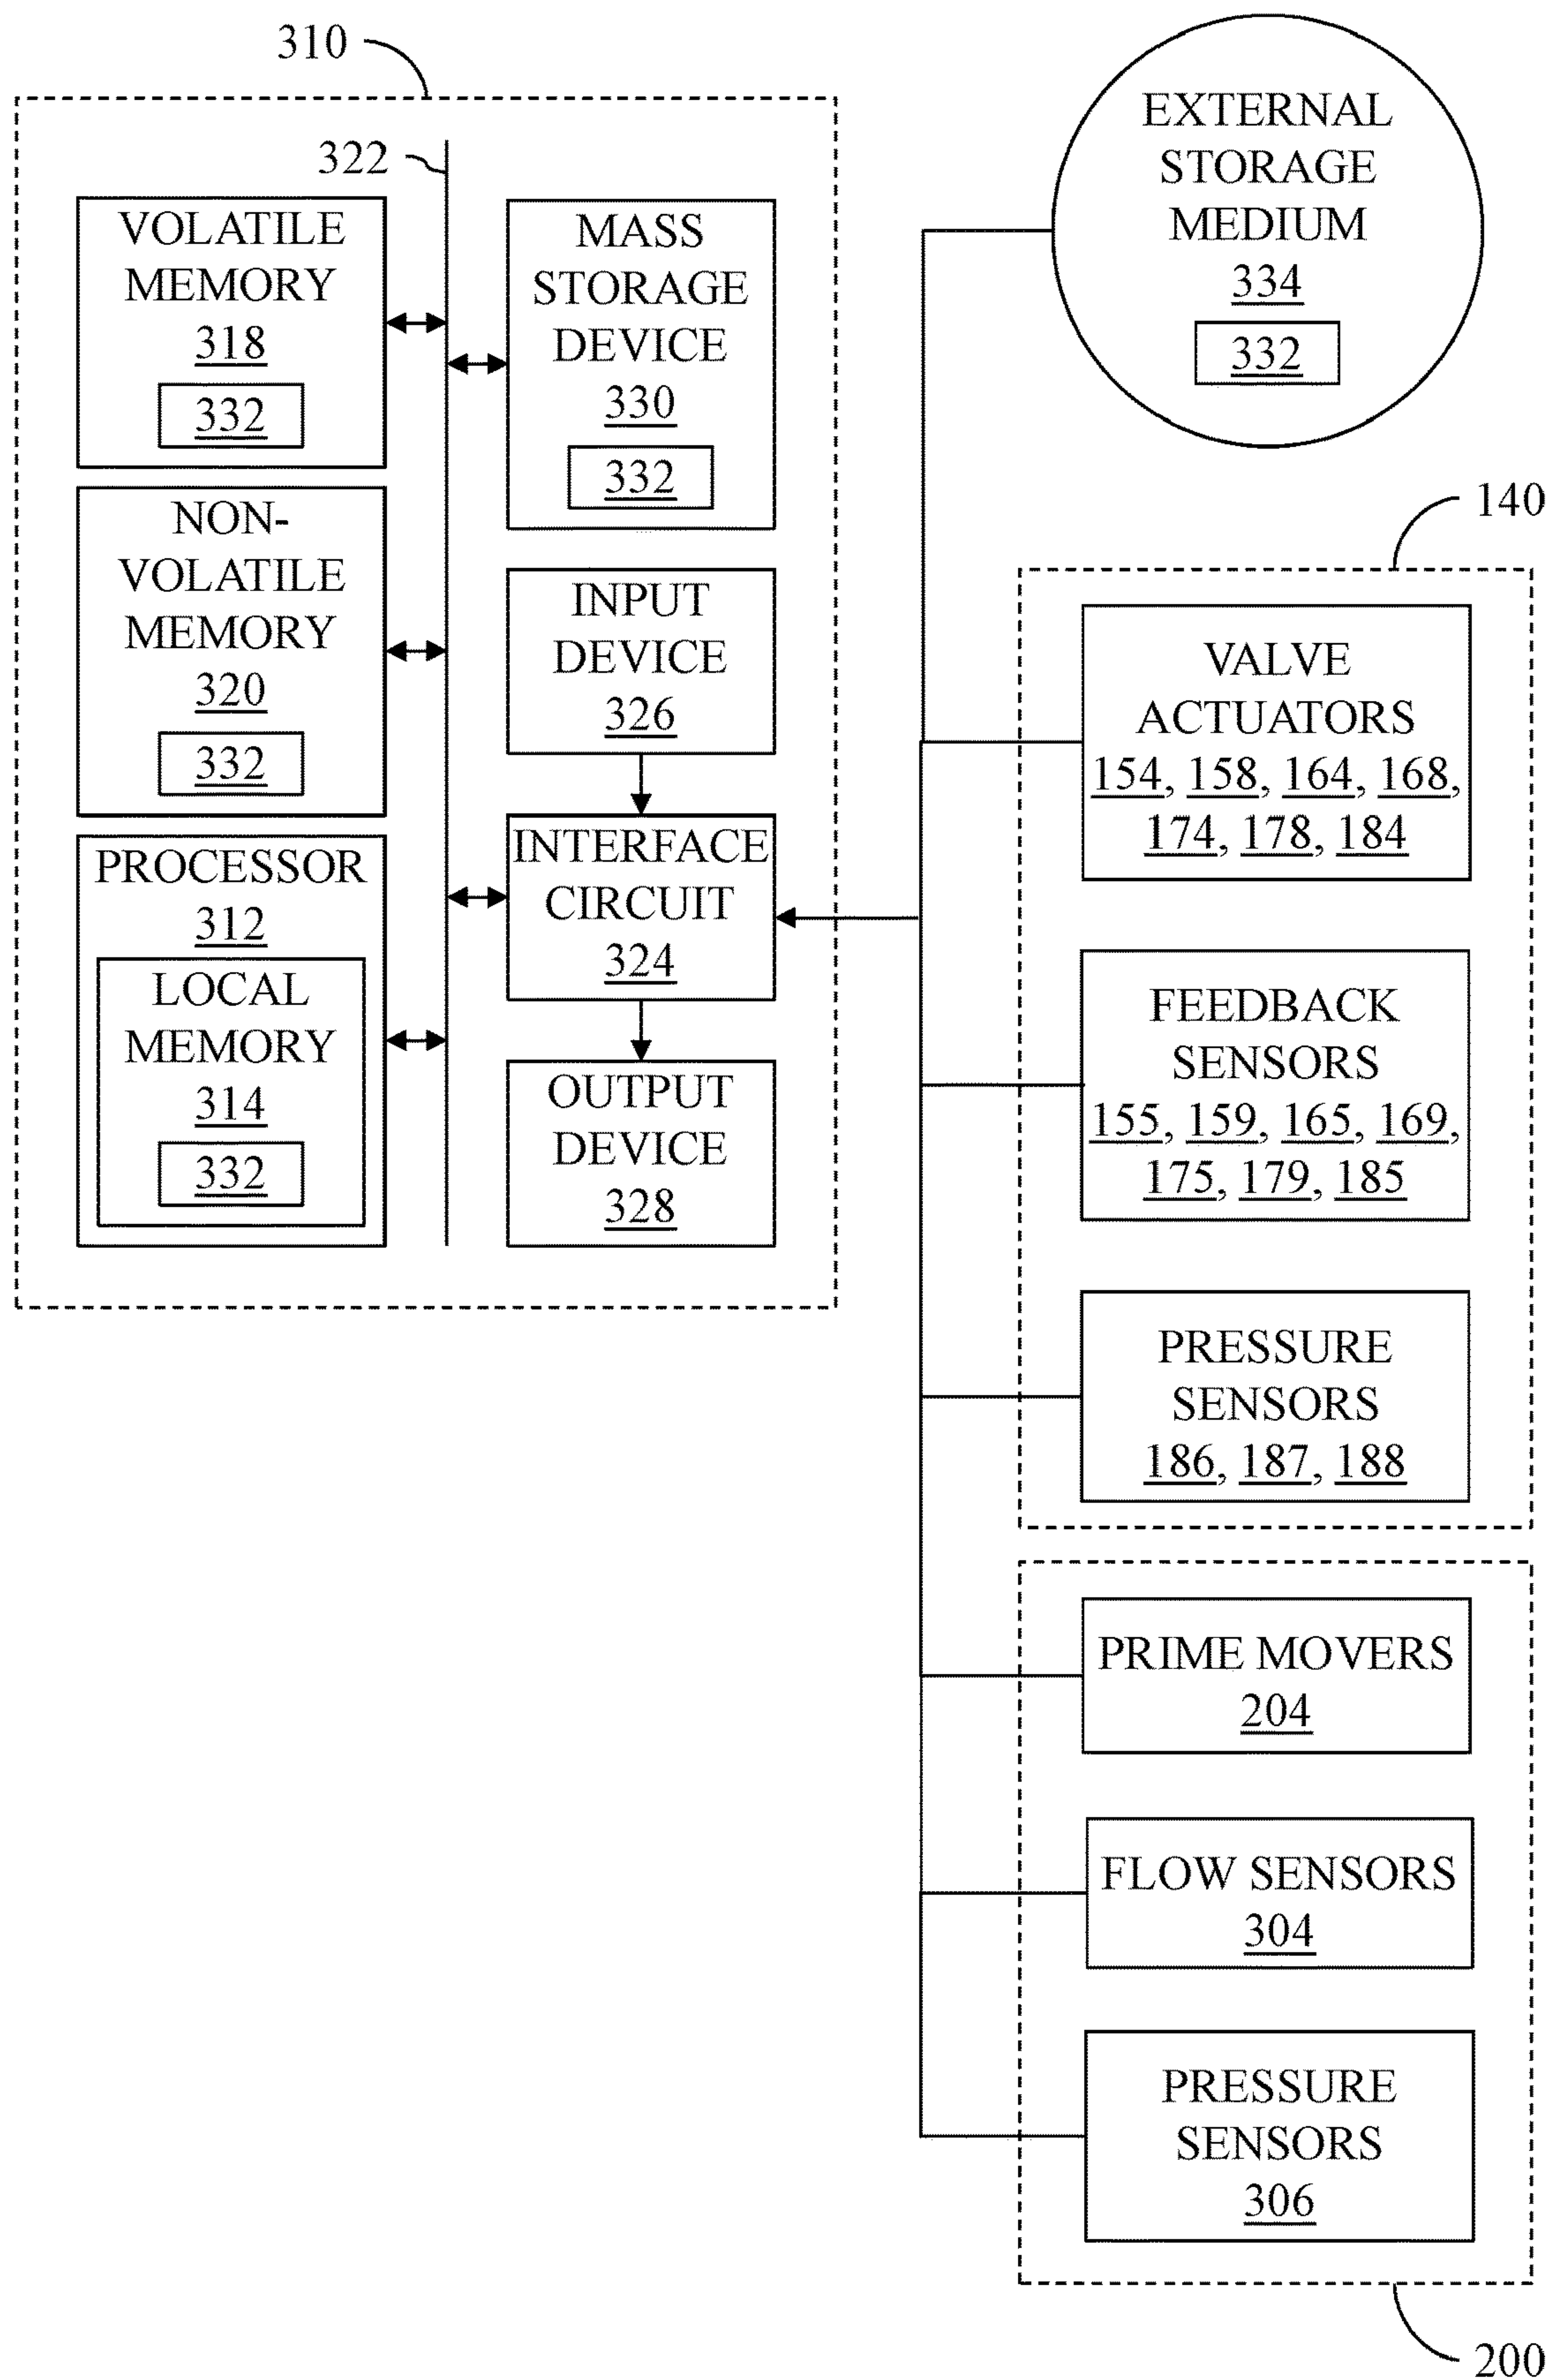 310
322
VOLATILE
MEMORY
318
332
NON-
VOLATILE
MEMORY
320
332
PROCESSOR
312
LOCAL
MEMORY
314
332
MASS
STORAGE
DEVICE
330
332
INPUT
DEVICE
326
INTERFACE
CIRCUIT
324
OUTPUT
DEVICE
328
EXTERNAL
STORAGE
MEDIUM
334
332
140
VALVE
ACTUATORS
154, 158, 164, 168,
174, 178, 184
FEEDBACK
SENSORS
155, 159, 165, 169,
175, 179, 185
PRESSURE
SENSORS
186, 187, 188
PRIME MOVERS
204
FLOW SENSORS
304
PRESSURE
SENSORS
306
200